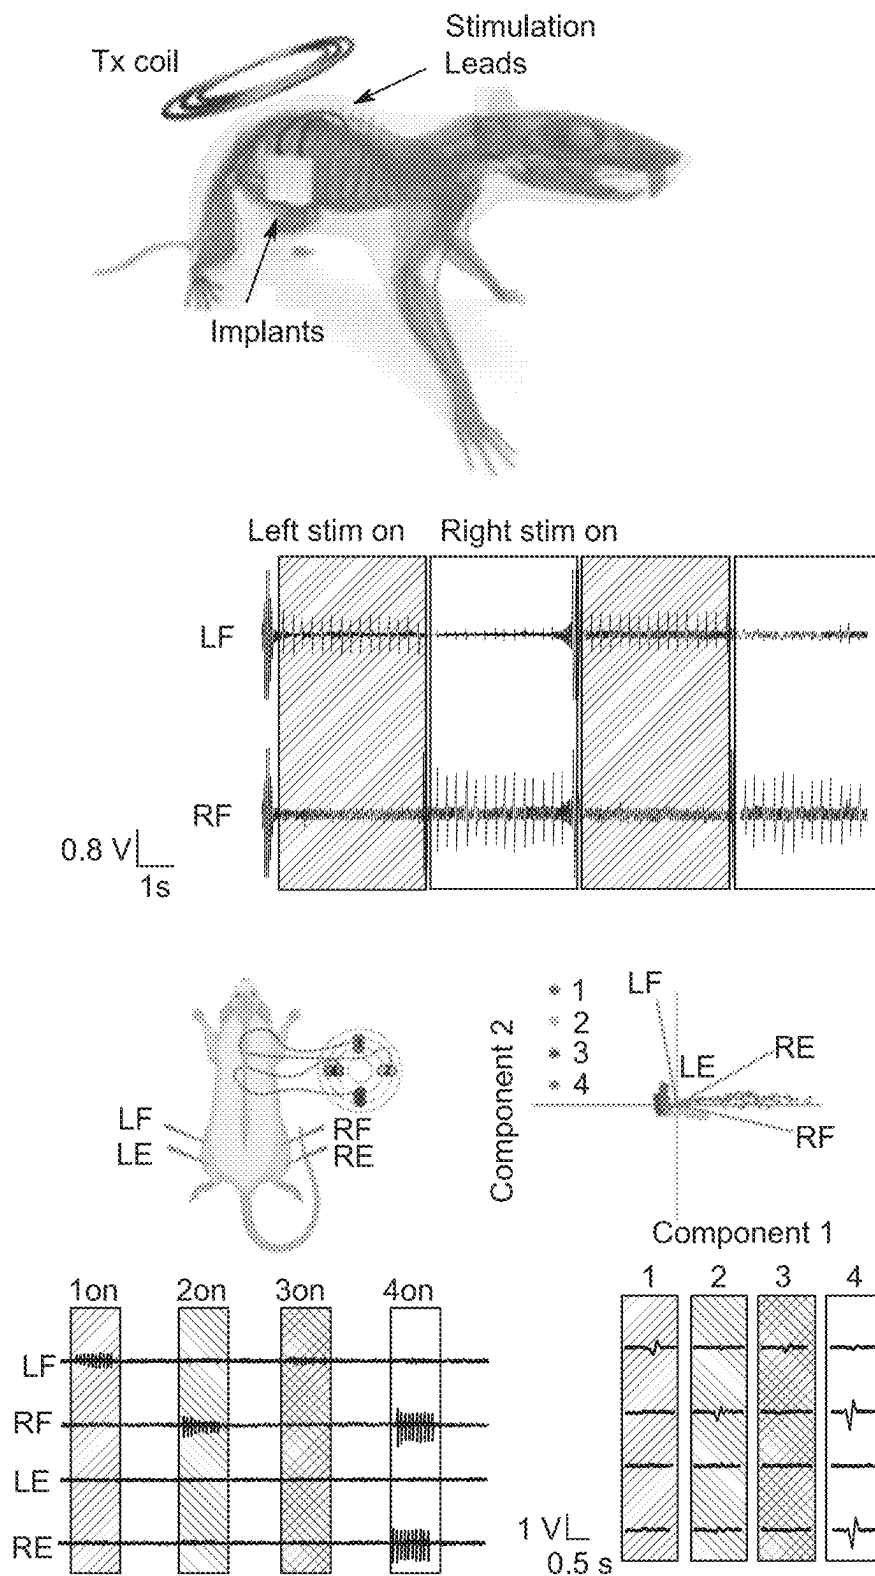 Stimulation
Leads
Tx coil
Implants
Left stim on Right stim on
LF
RF
0.8 V
1s
LF
LE
RF
RE
Component 2
1
2
3
4
LF
LE
RE
RF
Component 1
1on 2on 3on 4on
LF
RF
LE
RE
1 2 3 4
1 V
0.5 s